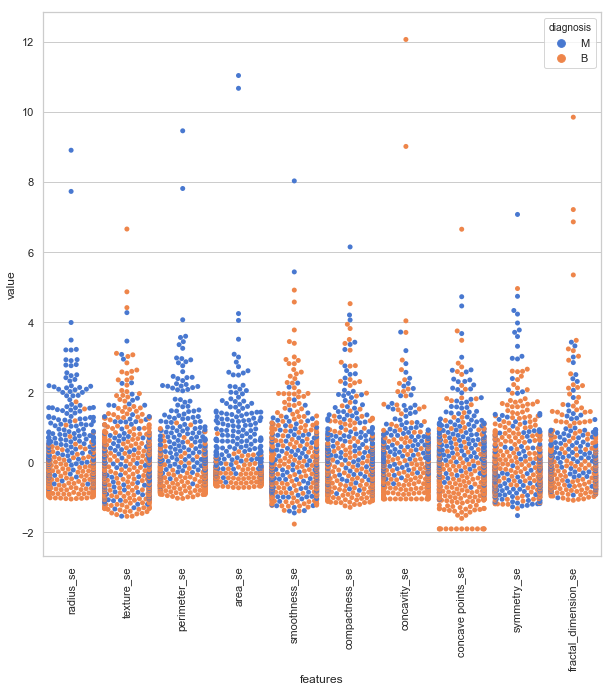 diagnosis
M
B
12
10
8
6
4
2
0
−2
value
radius_se
texture_se
perimeter_se
area_se
smoothness_se
compactness_se
concavity_se
concave points_se
symmetry_se
fractal_dimension_se
features